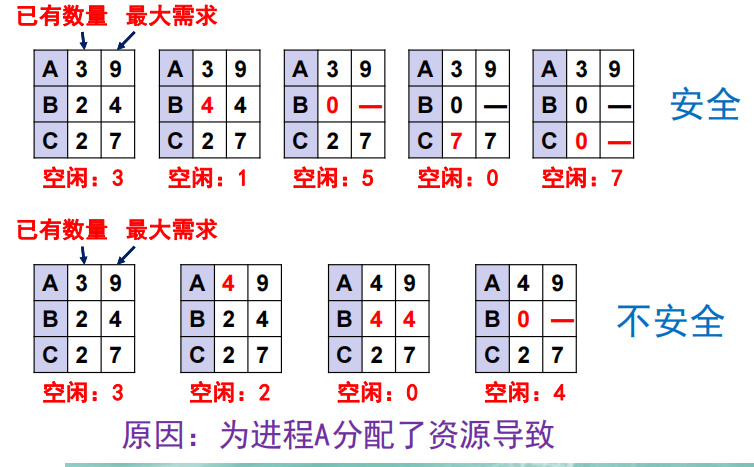 已有数量 最大需求
A 3 9 A 3 9 A 3 9 A 3 9 A 3 9
B 2 4 B 4 4 B 0 — B 0 — B 0 —
C 2 7 C 2 7 C 2 7 C 7 7 C 0 —
安全
空闲：3 空闲：1 空闲：5 空闲：0 空闲：7
已有数量 最大需求
A 3 9 A 4 9 A 4 9 A 4 9
B 2 4 B 2 4 B 4 4 B 0 —
C 2 7 C 2 7 C 2 7 C 2 7
不安全
空闲：3 空闲：2 空闲：0 空闲：4
原因：为进程A分配了资源导致